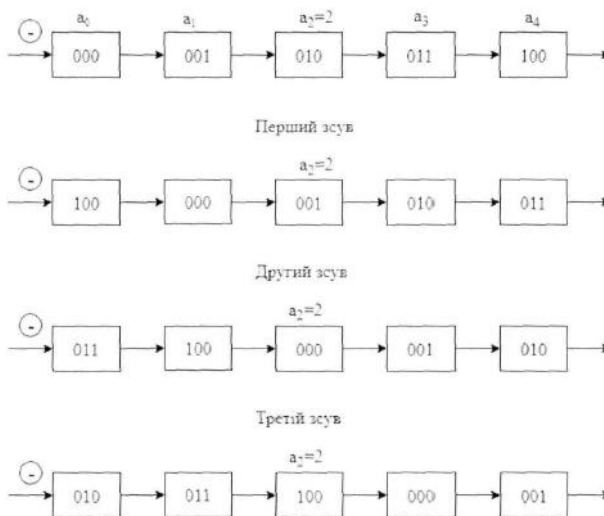 a₀ a₁ a₂=2 a₃ a₄
- 000 001 010 011 100
Перший зсув
a₂=2
- 100 000 001 010 011
Другий зсув
a₂=2
- 011 100 000 001 010
Третій зсув
a₂=2
- 010 011 100 000 001